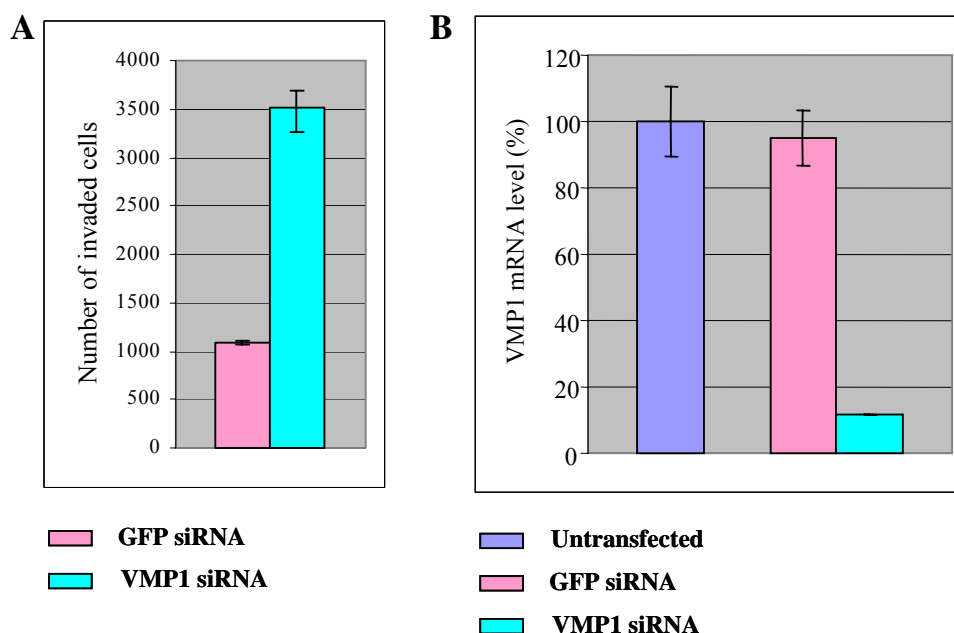 A
Number of invaded cells
4000
3500
3000
2500
2000
1500
1000
500
0
GFP siRNA
VMP1 siRNA
B
VMP1 mRNA level (%)
120
100
80
60
40
20
0
Untransfected
GFP siRNA
VMP1 siRNA